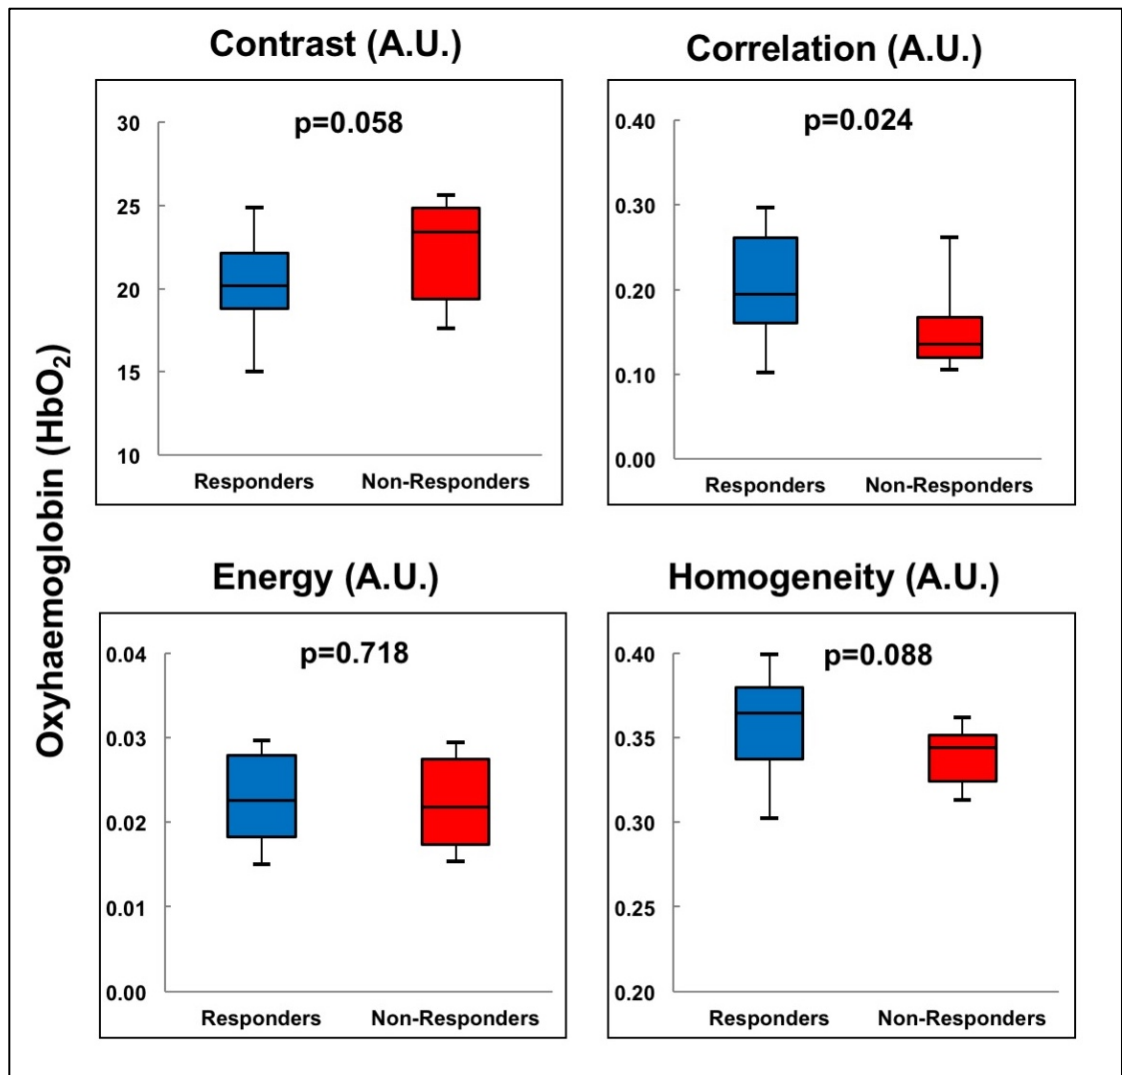 Oxyhaemoglobin (HbO₂)
Contrast (A.U.)
p=0.058
30
25
20
15
10
Responders Non-Responders
Correlation (A.U.)
p=0.024
0.40
0.30
0.20
0.10
0.00
Responders Non-Responders
Energy (A.U.)
p=0.718
0.04
0.03
0.02
0.01
0.00
Responders Non-Responders
Homogeneity (A.U.)
p=0.088
0.40
0.35
0.30
0.25
0.20
Responders Non-Responders